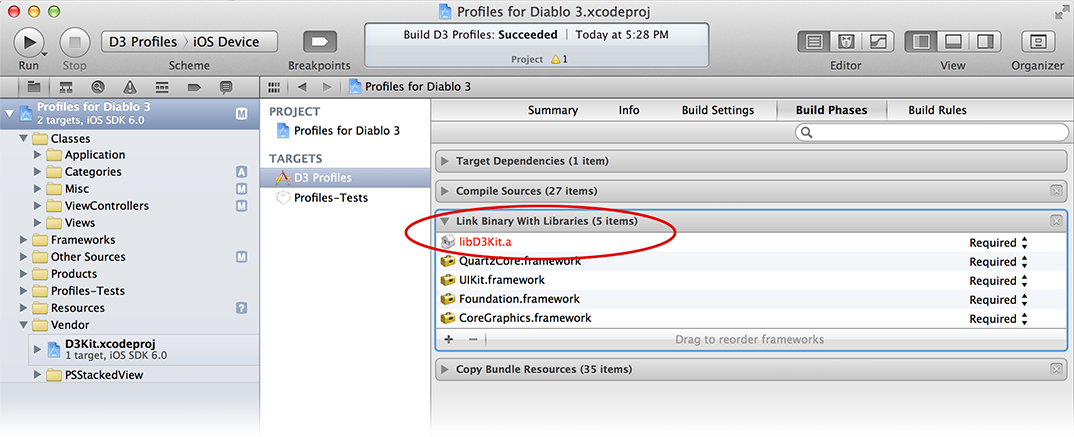 Profiles for Diablo 3.xcodeproj
Run
Stop
D3 Profiles
iOS Device
Scheme
Breakpoints
Build D3 Profiles: Succeeded | Today at 5:28 PM
Project 1
Editor
View
Organizer
Profiles for Diablo 3
2 targets, iOS SDK 6.0
M
Classes
Application
Categories
A
Misc
M
ViewControllers
M
Views
Frameworks
Other Sources
M
Products
Profiles-Tests
Resources
?
Vendor
D3Kit.xcodeproj
1 target, iOS SDK 6.0
PSStackedView
Profiles for Diablo 3
PROJECT
Profiles for Diablo 3
TARGETS
D3 Profiles
Profiles-Tests
Summary
Info
Build Settings
Build Phases
Build Rules
Target Dependencies (1 item)
Compile Sources (27 items)
Link Binary With Libraries (5 items)
libD3Kit.a
Required
QuartzCore.framework
Required
UIKit.framework
Required
Foundation.framework
Required
CoreGraphics.framework
Required
Drag to reorder frameworks
Copy Bundle Resources (35 items)